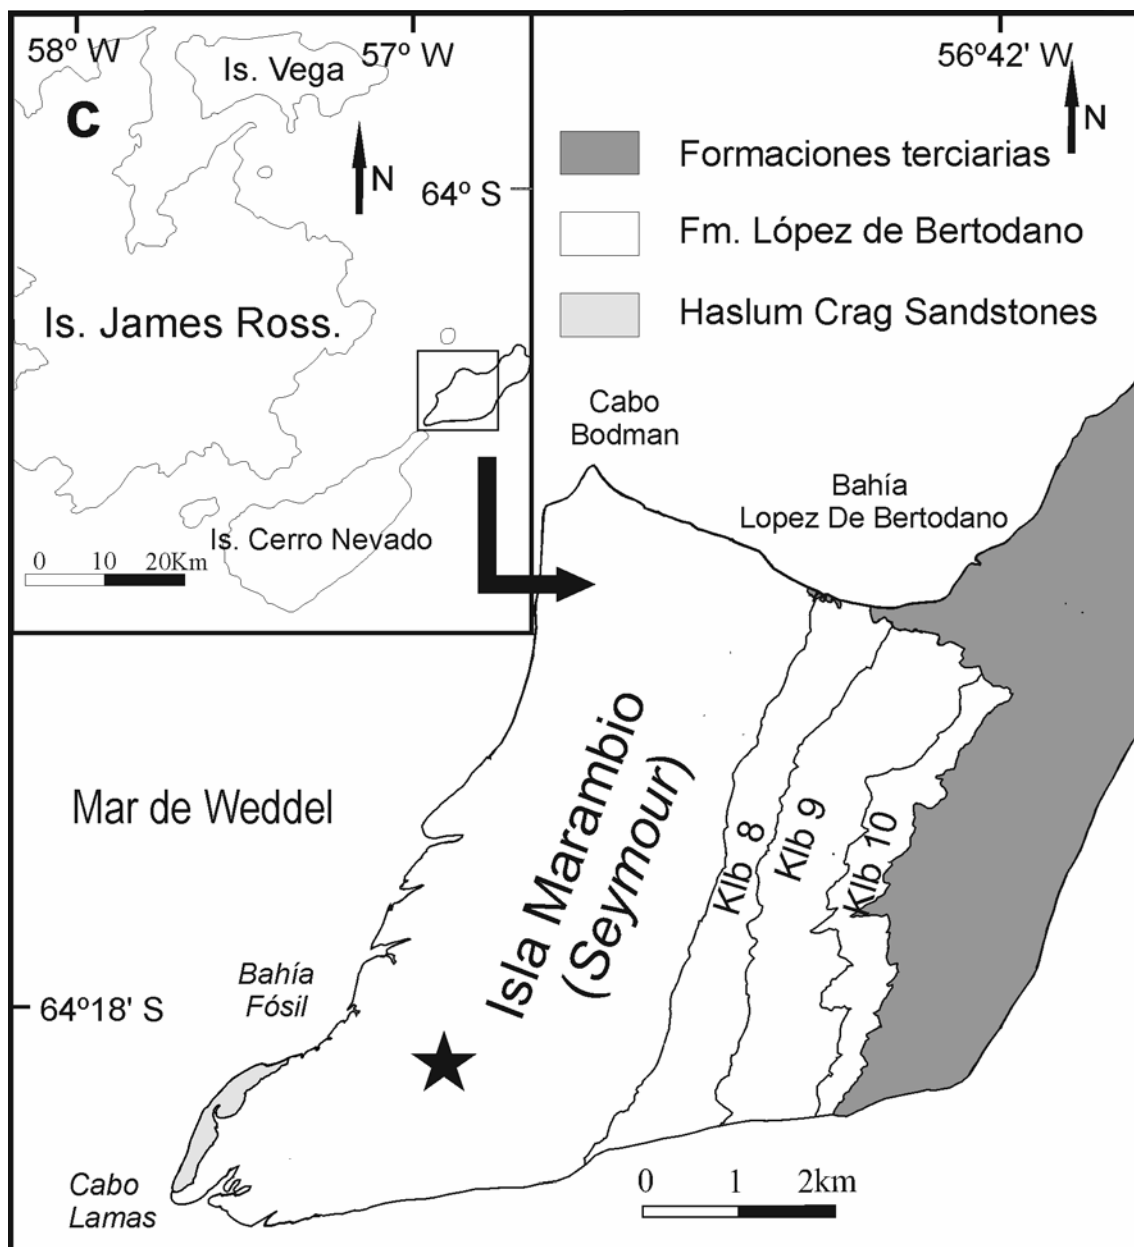 58º W
57º W
Is. Vega
C
N
64º S
Is. James Ross.
Is. Cerro Nevado
0 10 20Km
56º42' W
N
Formaciones terciarias
Fm. López de Bertodano
Haslum Crag Sandstones
Cabo
Bodman
Bahía
Lopez De Bertodano
Mar de Weddel
Isla Marambio
(Seymour)
Klb 8
Klb 9
Klb 10
Bahía
Fósil
64º18' S
Cabo
Lamas
0 1 2km